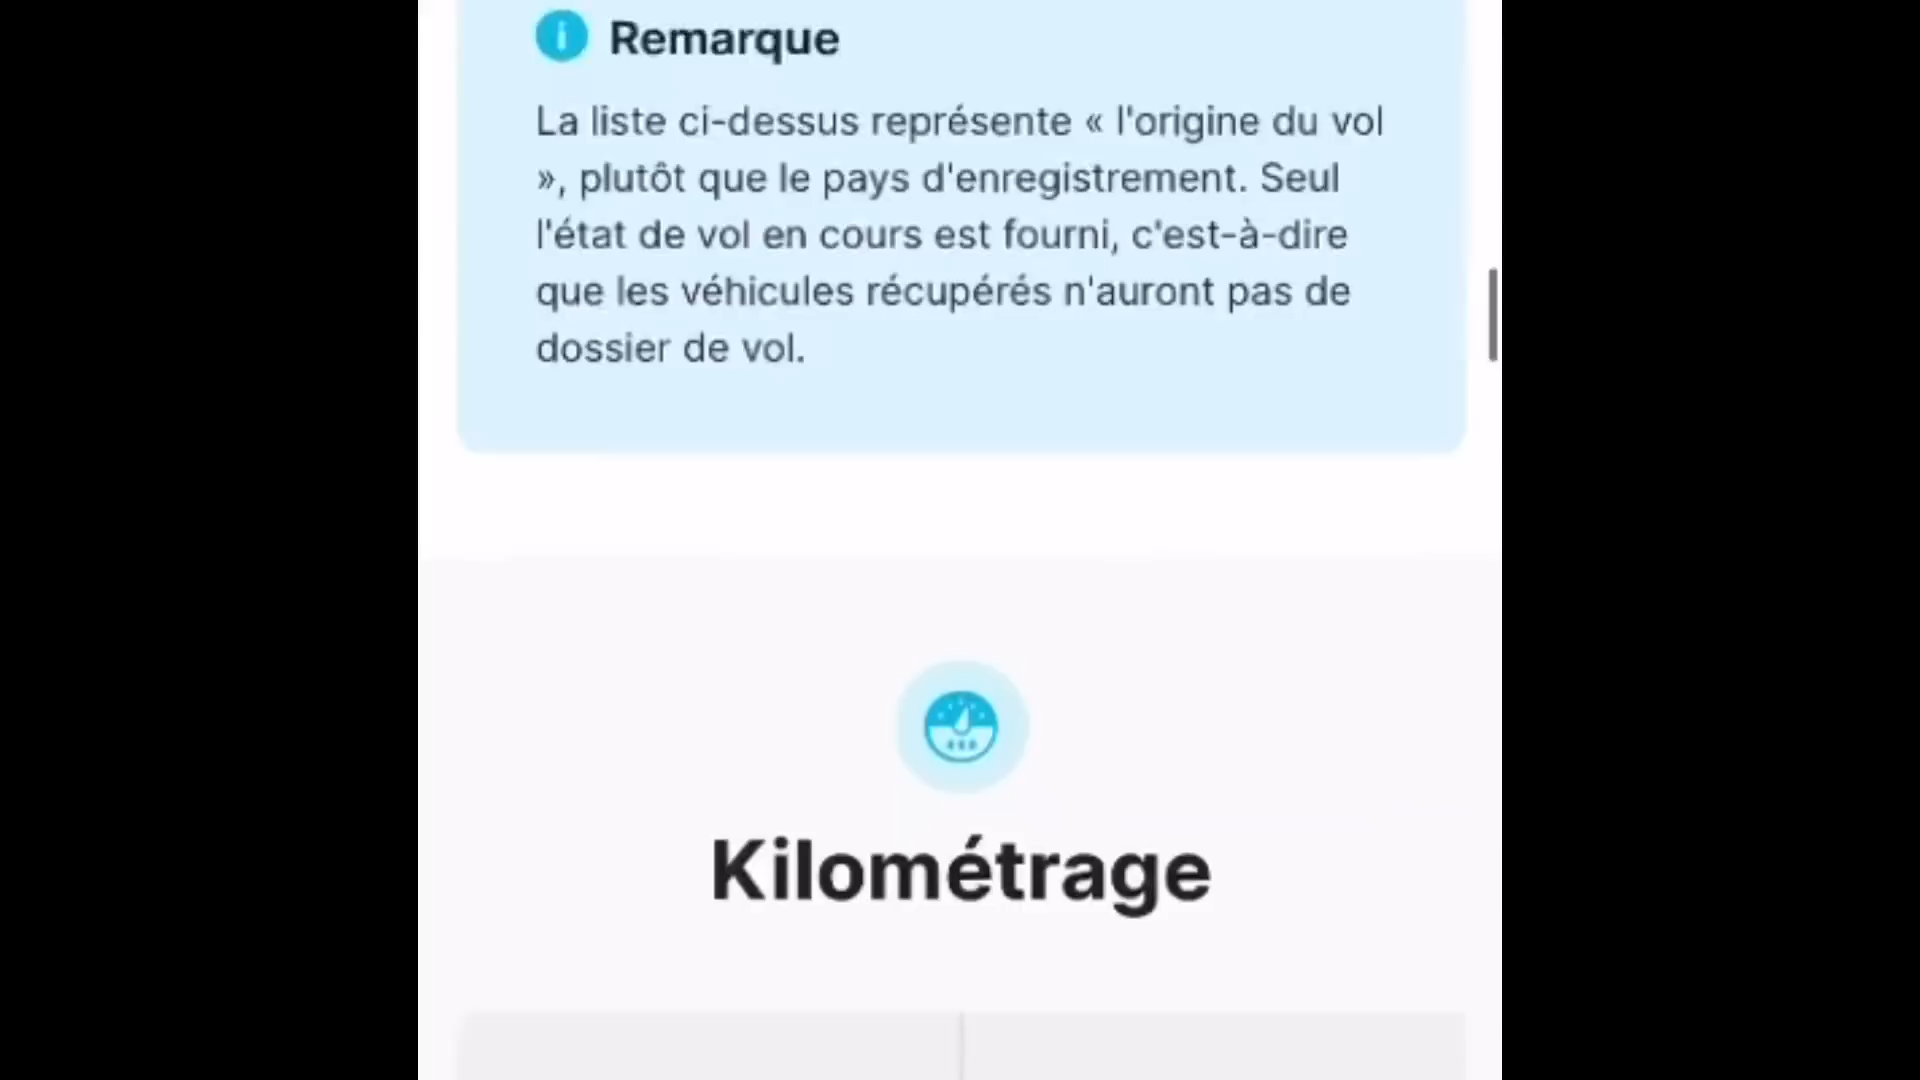 Remarque
La liste ci-dessus représente « l'origine du vol
», plutôt que le pays d'enregistrement. Seul
l'état de vol en cours est fourni, c'est-à-dire
que les véhicules récupérés n'auront pas de
dossier de vol.
Kilométrage